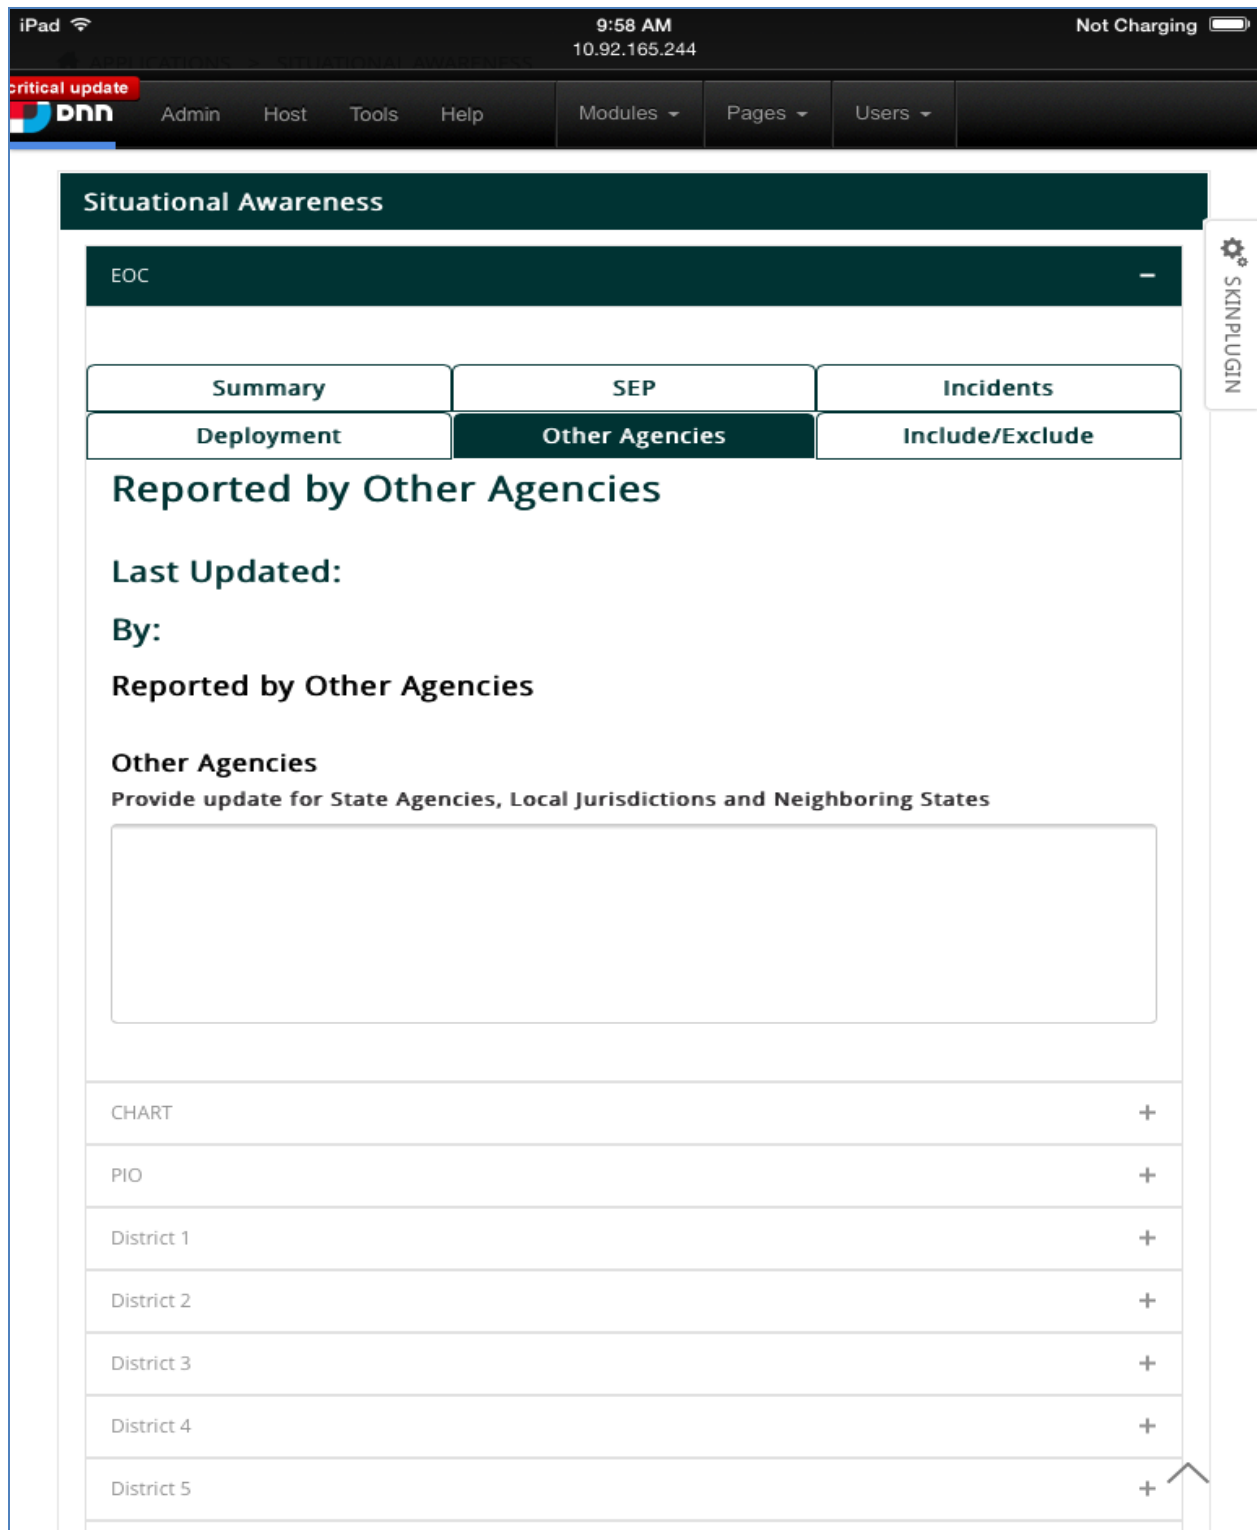 iPad 9:58 AM Not Charging
10.92.165.244
APPLICATIONS > SITUATIONAL AWARENESS
critical update
DNN Admin Host Tools Help Modules Pages Users
Situational Awareness
EOC
SKINPLUGIN
Summary SEP Incidents
Deployment Other Agencies Include/Exclude
Reported by Other Agencies
Last Updated:
By:
Reported by Other Agencies
Other Agencies
Provide update for State Agencies, Local Jurisdictions and Neighboring States
CHART
PIO
District 1
District 2
District 3
District 4
District 5